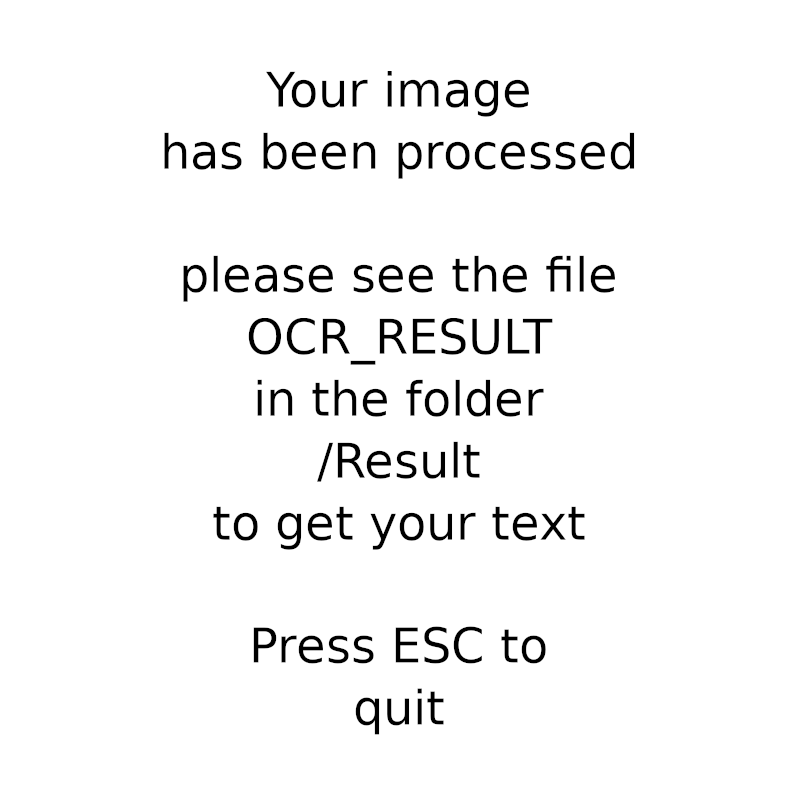 Your image
has been processed
please see the file
OCR_RESULT
in the folder
/Result
to get your text
Press ESC to
quit